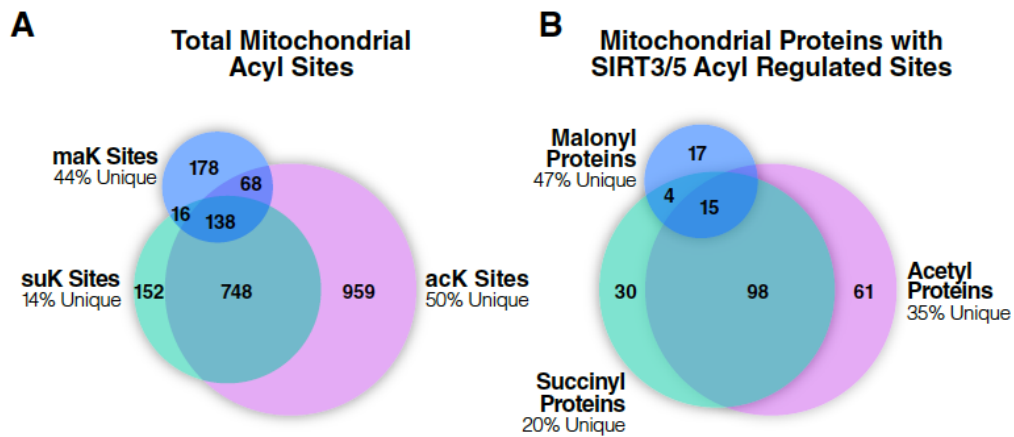 A
Total Mitochondrial
Acyl Sites
maK Sites
44% Unique
178
68
16
138
suK Sites
14% Unique
152
748
959
acK Sites
50% Unique
B
Mitochondrial Proteins with
SIRT3/5 Acyl Regulated Sites
Malonyl
Proteins
47% Unique
17
4
15
30
98
61
Acetyl
Proteins
35% Unique
Succinyl
Proteins
20% Unique